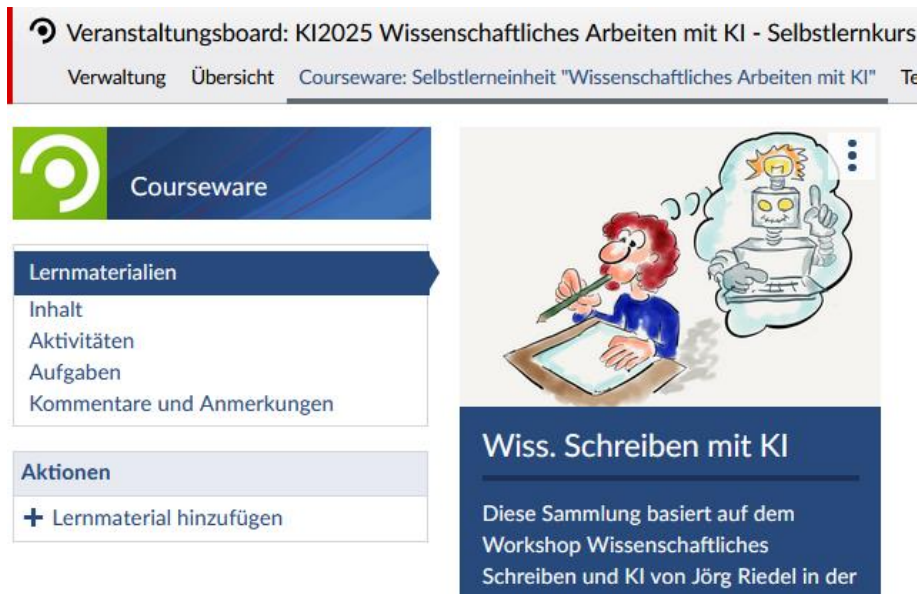 Veranstaltungsboard: KI2025 Wissenschaftliches Arbeiten mit KI - Selbstlernkurs
Verwaltung Übersicht Courseware: Selbstlerneinheit "Wissenschaftliches Arbeiten mit KI" Te
Courseware
Lernmaterialien
Inhalt
Aktivitäten
Aufgaben
Kommentare und Anmerkungen
Aktionen
+ Lernmaterial hinzufügen
Wiss. Schreiben mit KI
Diese Sammlung basiert auf dem
Workshop Wissenschaftliches
Schreiben und KI von Jörg Riedel in der